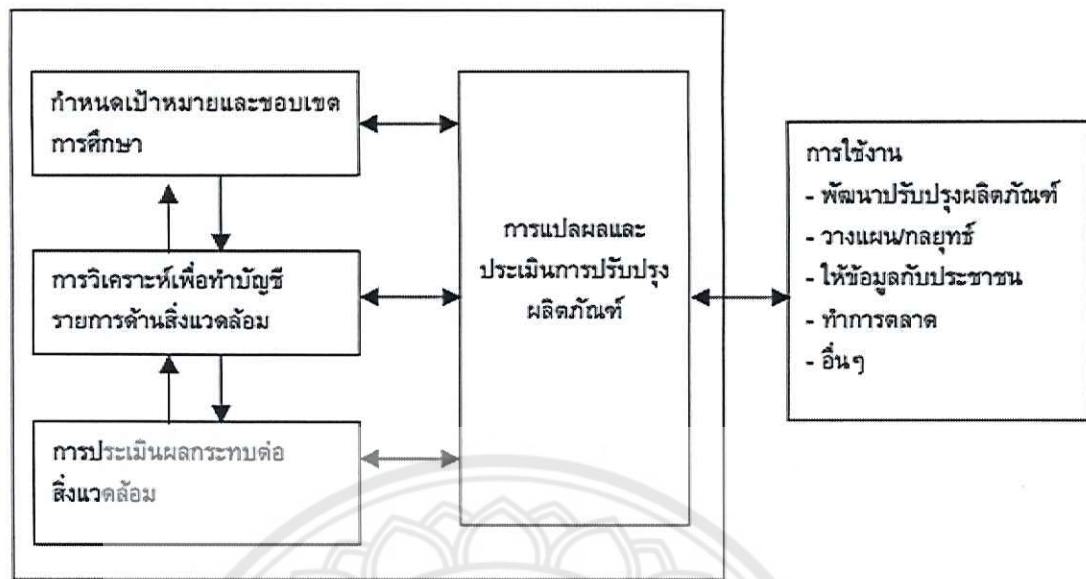 กำหนดเป้าหมายและขอบเขต
การศึกษา
การวิเคราะห์เพื่อทำบัญชี
รายการด้านสิ่งแวดล้อม
การประเมินผลกระทบต่อ
สิ่งแวดล้อม
การแปลผลและ
ประเมินการปรับปรุง
ผลิตภัณฑ์
การใช้งาน
- พัฒนาปรับปรุงผลิตภัณฑ์
- วางแผน/กลยุทธ์
- ให้ข้อมูลกับประชาชน
- ทำการตลาด
- อื่นๆ